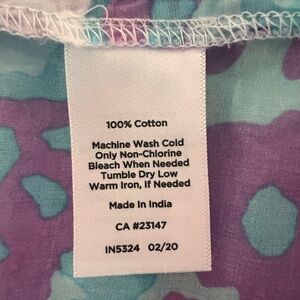 100% Cotton
Machine Wash Cold
Only Non-Chlorine
Bleach When Needed
Tumble Dry Low
Warm Iron, If Needed
Made In India
CA #23147
IN5324 02/20